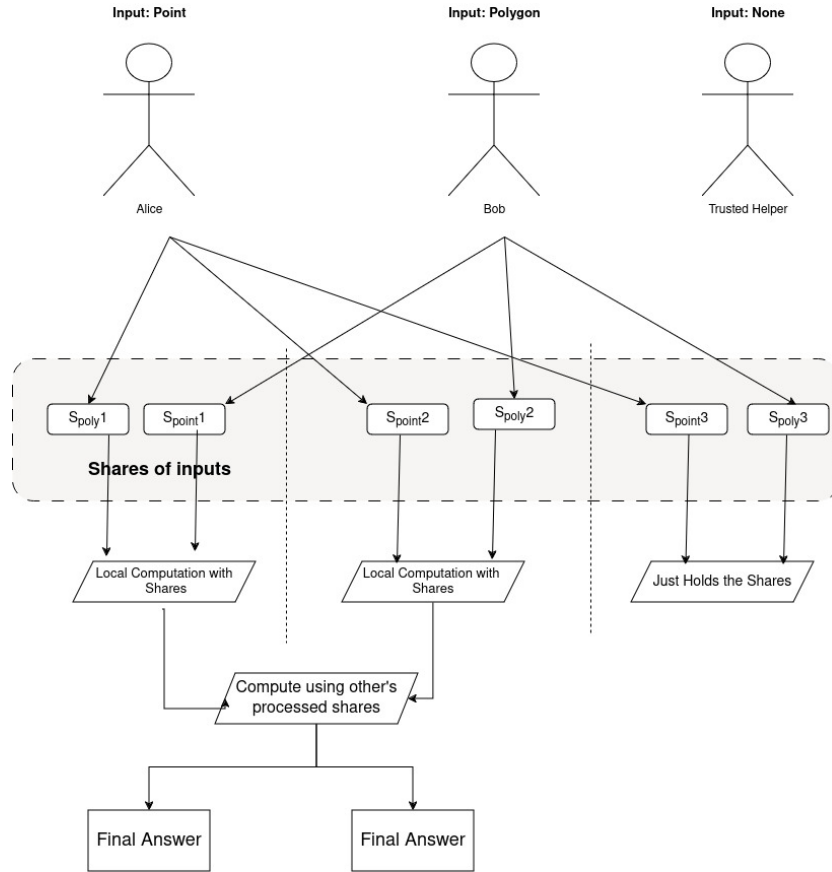 Input: Point
Input: Polygon
Input: None
Alice
Bob
Trusted Helper
Spoly1
Spoint1
Spoint2
Spoly2
Spoint3
Spoly3
Shares of inputs
Local Computation with
Shares
Local Computation with
Shares
Just Holds the Shares
Compute using other's
processed shares
Final Answer
Final Answer